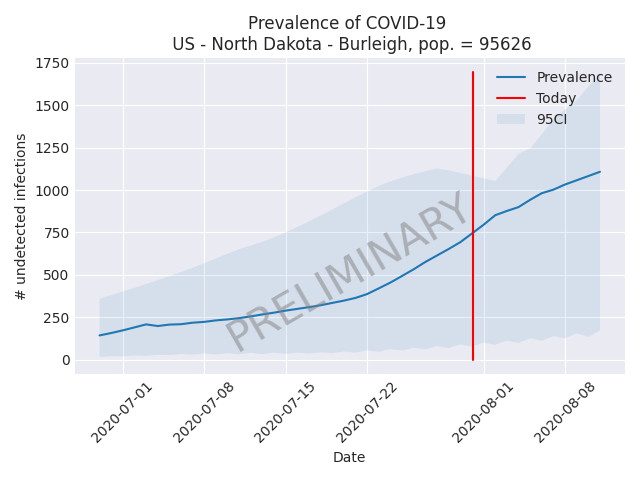 Prevalence of COVID-19
US - North Dakota - Burleigh, pop. = 95626
1750
1500
1250
1000
750
500
250
0
# undetected infections
Prevalence
Today
95CI
PRELIMINARY
2020-07-01
2020-07-08
2020-07-15
2020-07-22
2020-08-01
2020-08-08
Date